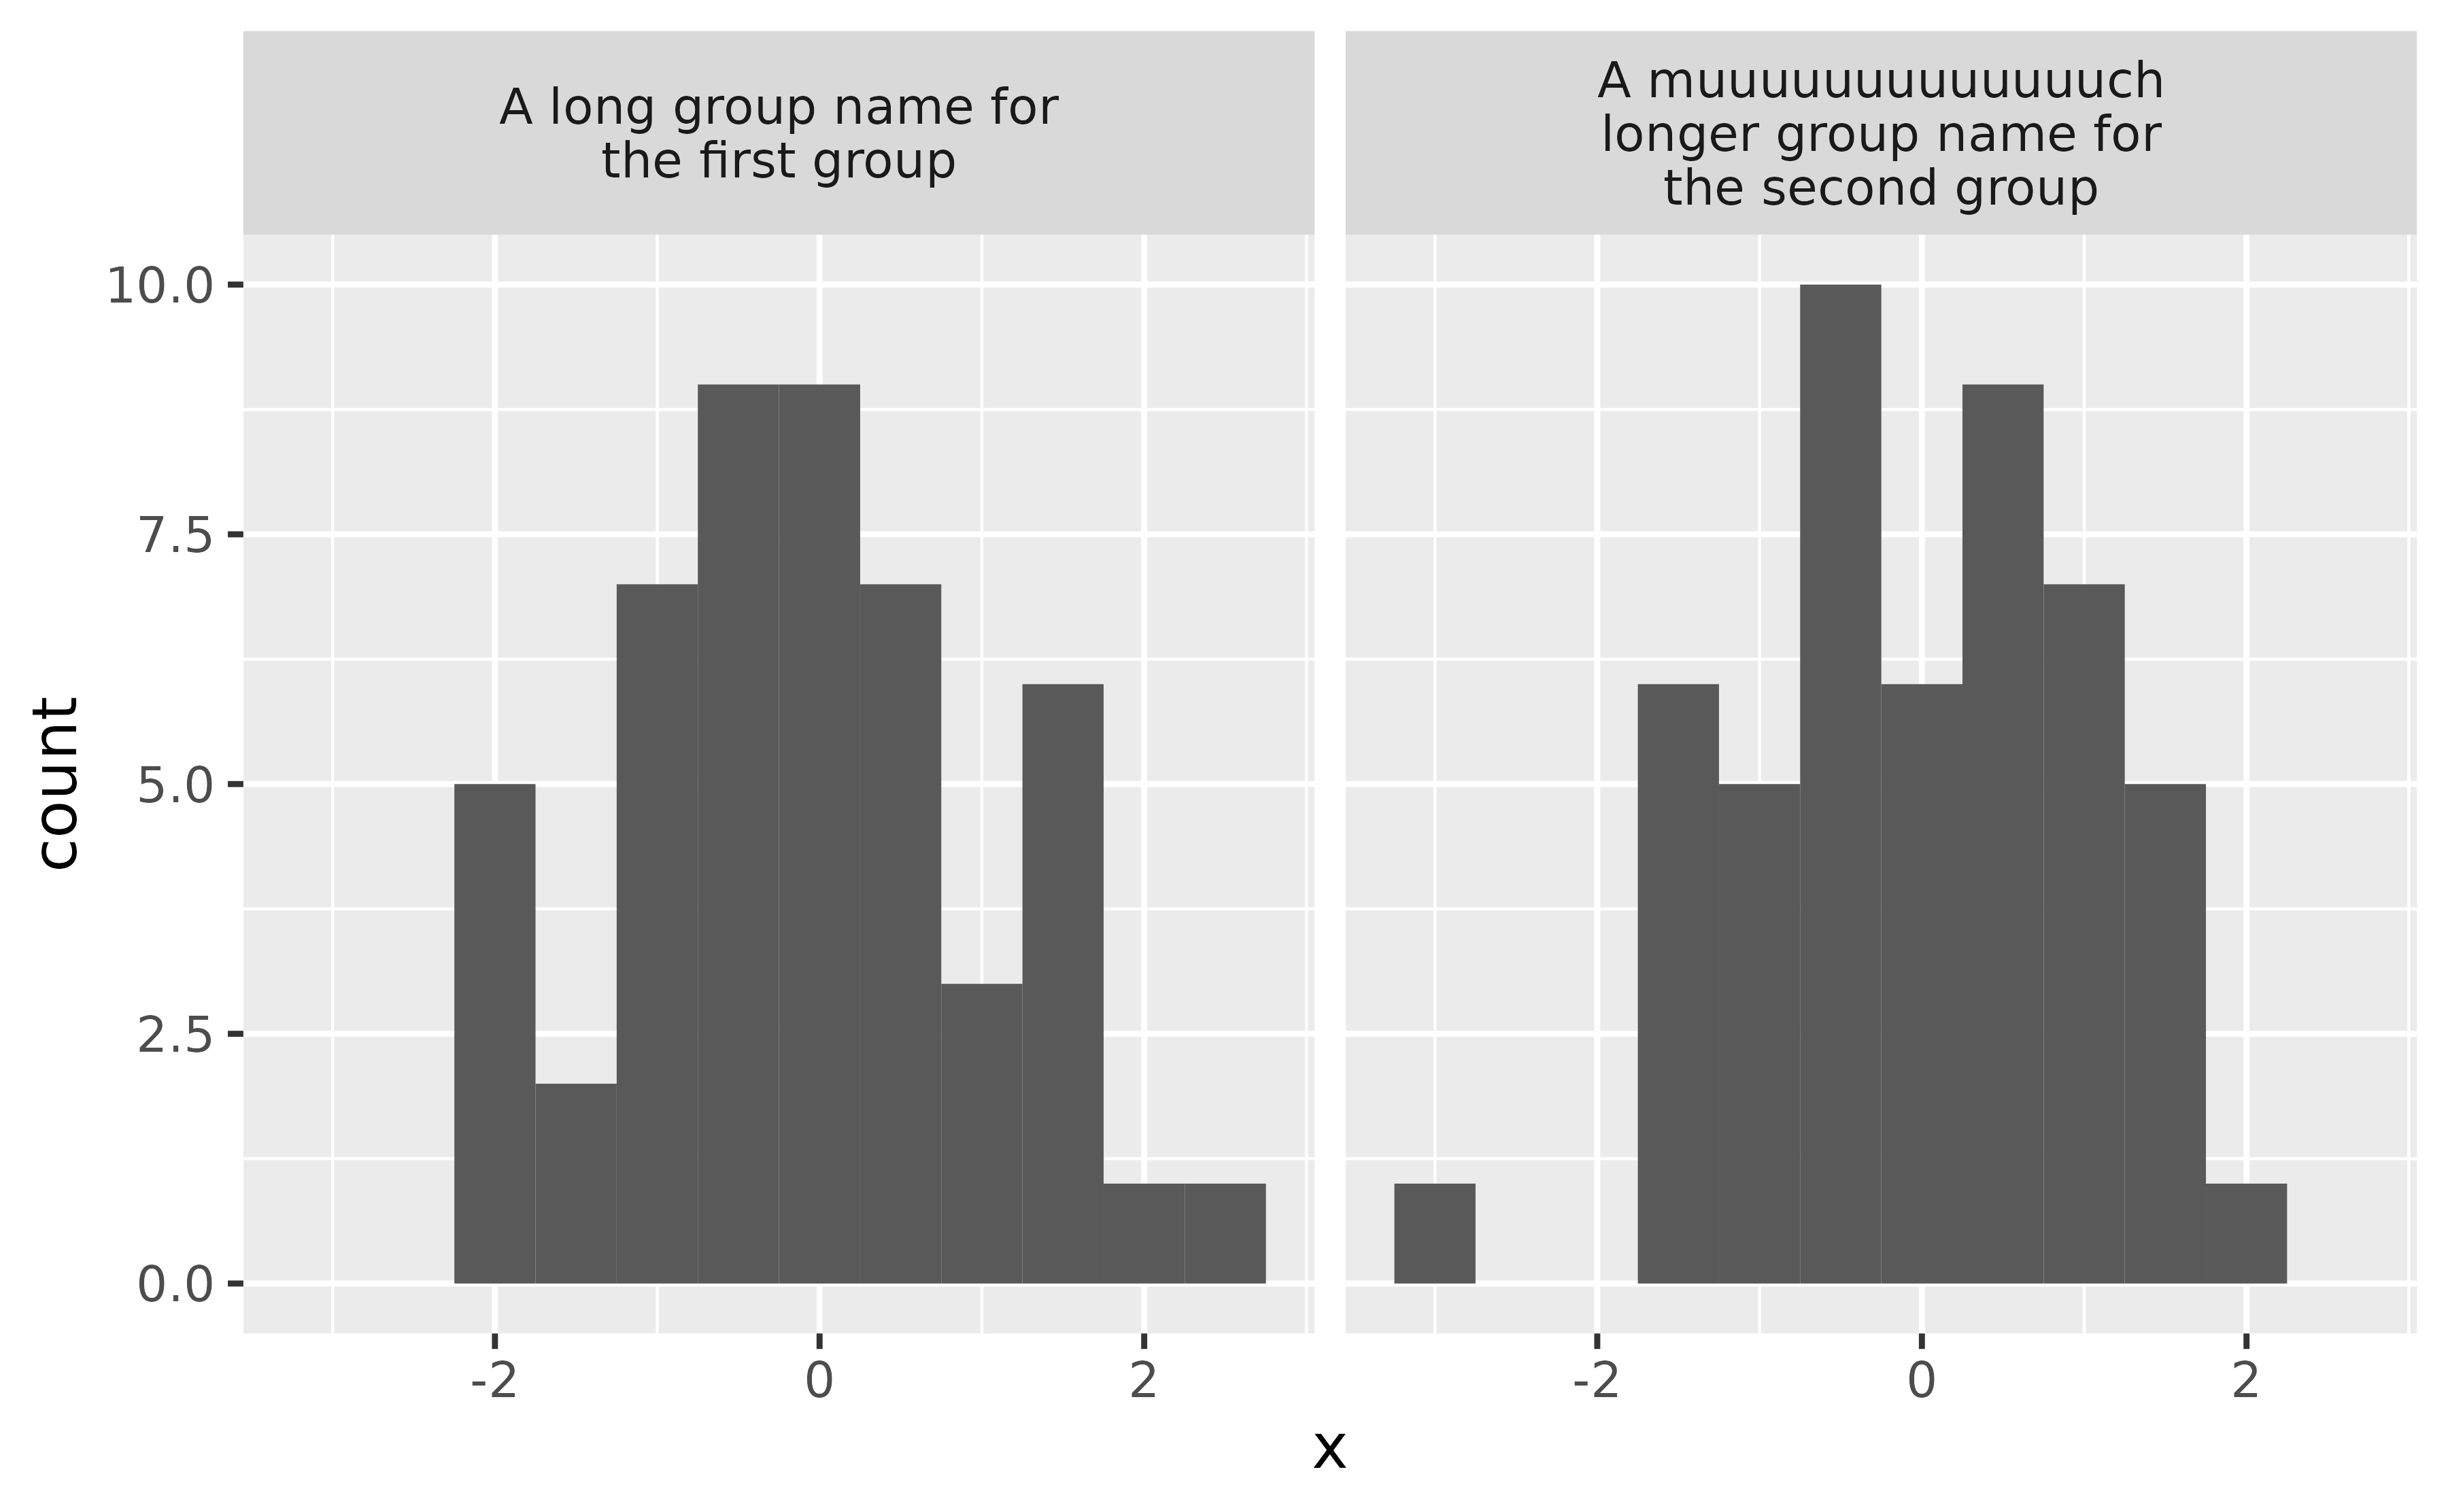 A long group name for
the first group
A muuuuuuuuuuuuuuch
longer group name for
the second group
10.0
7.5
5.0
2.5
0.0
count
-2 0 2
-2 0 2
x